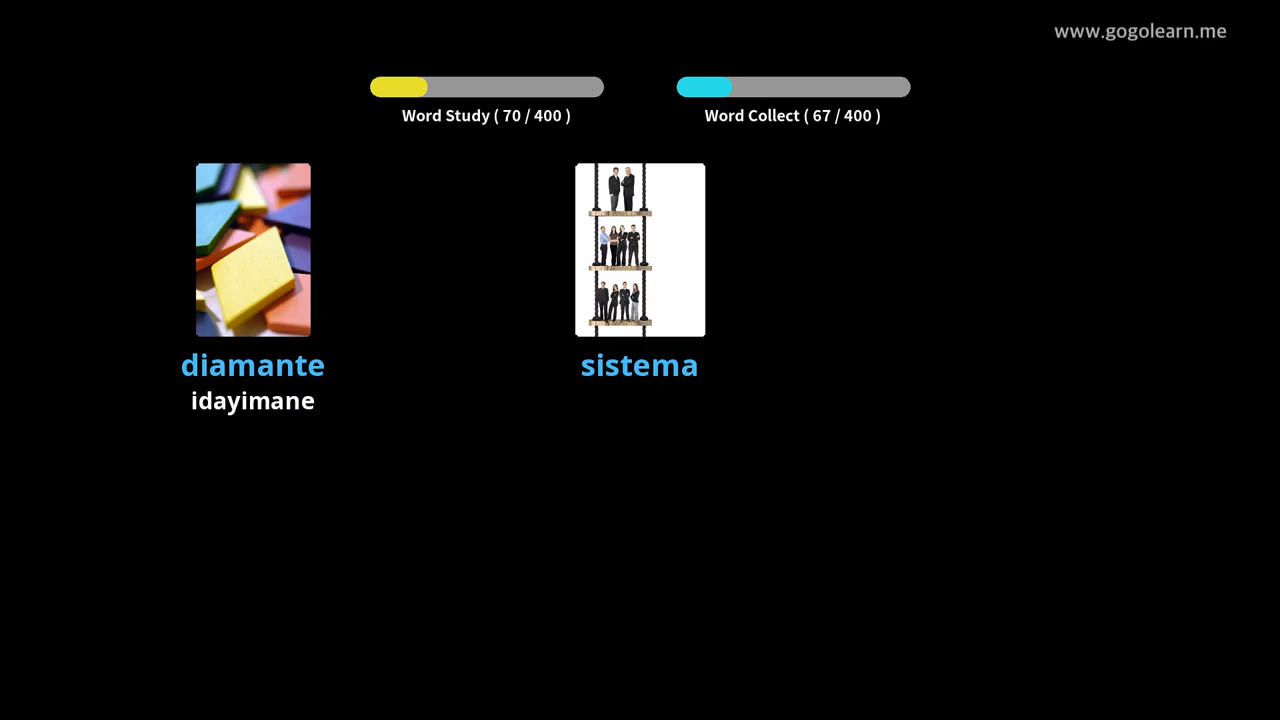 www.gogolearn.me
Word Study ( 70 / 400 )
Word Collect ( 67 / 400 )
diamante
idayimane
sistema